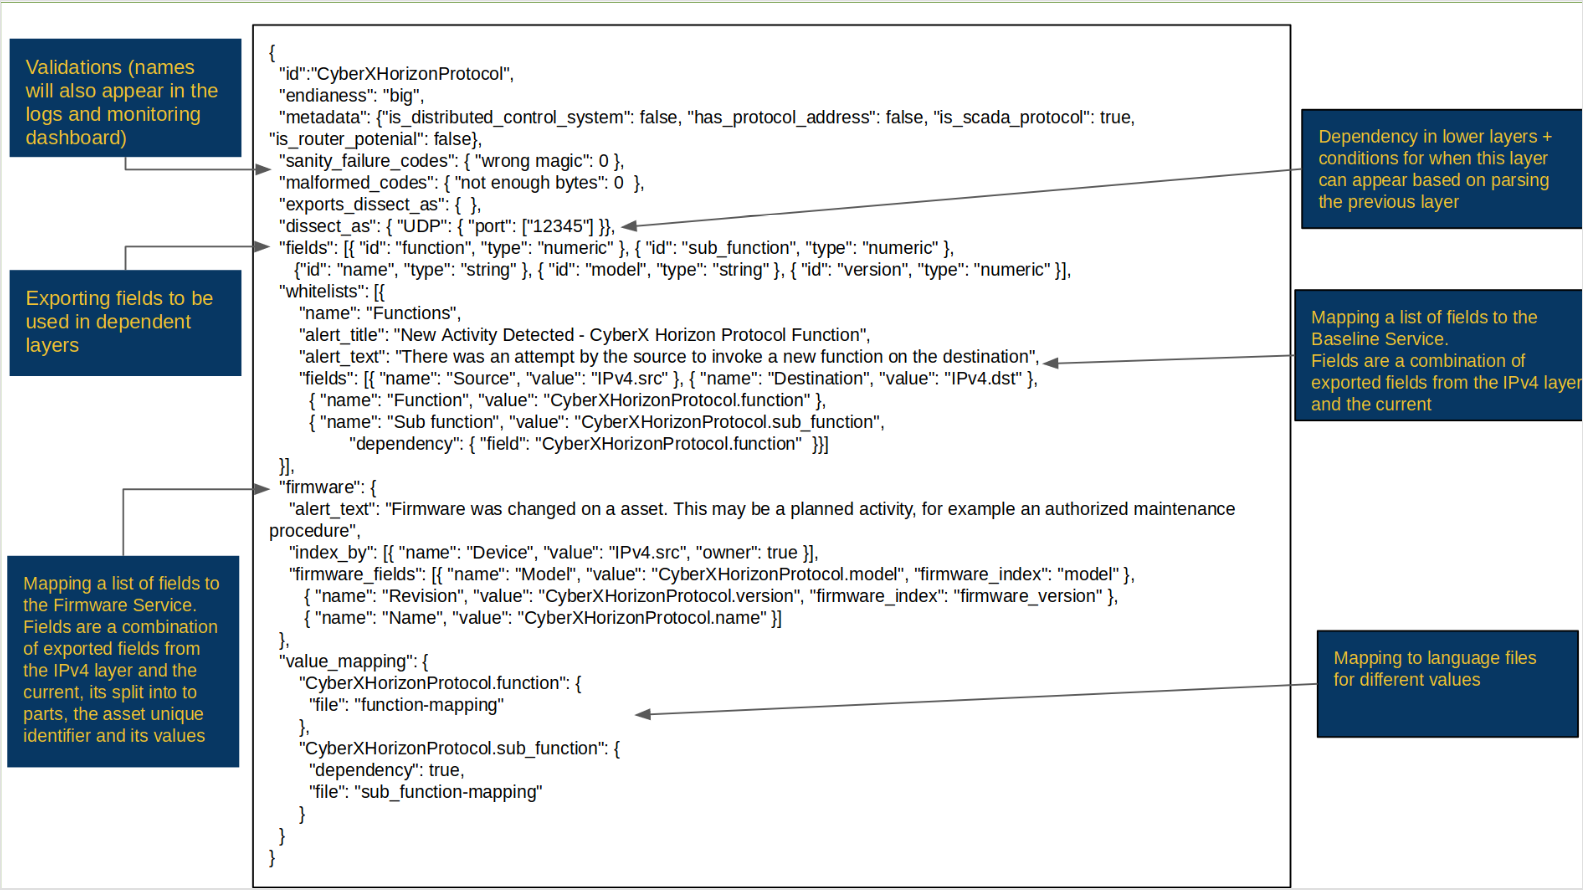 Validations (names
will also appear in the
logs and monitoring
dashboard)
Exporting fields to be
used in dependent
layers
Mapping a list of fields to
the Firmware Service.
Fields are a combination
of exported fields from
the IPv4 layer and the
current, its split into to
parts, the asset unique
identifier and its values
{
"id":"CyberXHorizonProtocol",
"endianess": "big",
"metadata": {"is_distributed_control_system": false, "has_protocol_address": false, "is_scada_protocol": true,
"is_router_potenial": false},
"sanity_failure_codes": { "wrong magic": 0 },
"malformed_codes": { "not enough bytes": 0  },
"exports_dissect_as": {  },
"dissect_as": { "UDP": { "port": ["12345"] }},
"fields": [{ "id": "function", "type": "numeric" }, { "id": "sub_function", "type": "numeric" },
{"id": "name", "type": "string" }, { "id": "model", "type": "string" }, { "id": "version", "type": "numeric" }],
"whitelists": [{
"name": "Functions",
"alert_title": "New Activity Detected - CyberX Horizon Protocol Function",
"alert_text": "There was an attempt by the source to invoke a new function on the destination",
"fields": [{ "name": "Source", "value": "IPv4.src" }, { "name": "Destination", "value": "IPv4.dst" },
{ "name": "Function", "value": "CyberXHorizonProtocol.function" },
{ "name": "Sub function", "value": "CyberXHorizonProtocol.sub_function",
"dependency": { "field": "CyberXHorizonProtocol.function"  }}]
}],
"firmware": {
"alert_text": "Firmware was changed on a asset. This may be a planned activity, for example an authorized maintenance
procedure",
"index_by": [{ "name": "Device", "value": "IPv4.src", "owner": true }],
"firmware_fields": [{ "name": "Model", "value": "CyberXHorizonProtocol.model", "firmware_index": "model" },
{ "name": "Revision", "value": "CyberXHorizonProtocol.version", "firmware_index": "firmware_version" },
{ "name": "Name", "value": "CyberXHorizonProtocol.name" }]
},
"value_mapping": {
"CyberXHorizonProtocol.function": {
"file": "function-mapping"
},
"CyberXHorizonProtocol.sub_function": {
"dependency": true,
"file": "sub_function-mapping"
}
}
}
Dependency in lower layers +
conditions for when this layer
can appear based on parsing
the previous layer
Mapping a list of fields to the
Baseline Service.
Fields are a combination of
exported fields from the IPv4 layer
and the current
Mapping to language files
for different values